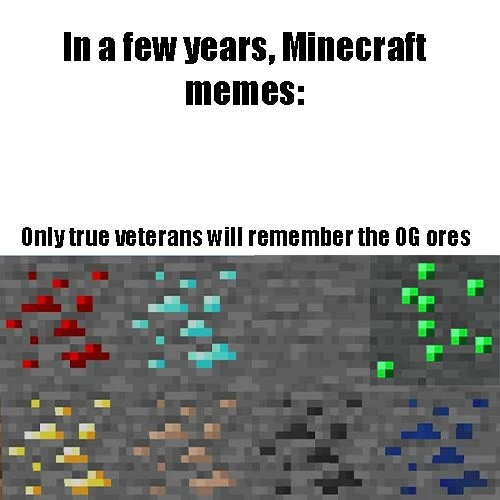 In a few years, Minecraft
memes:
Only true veterans will remember the OG ores